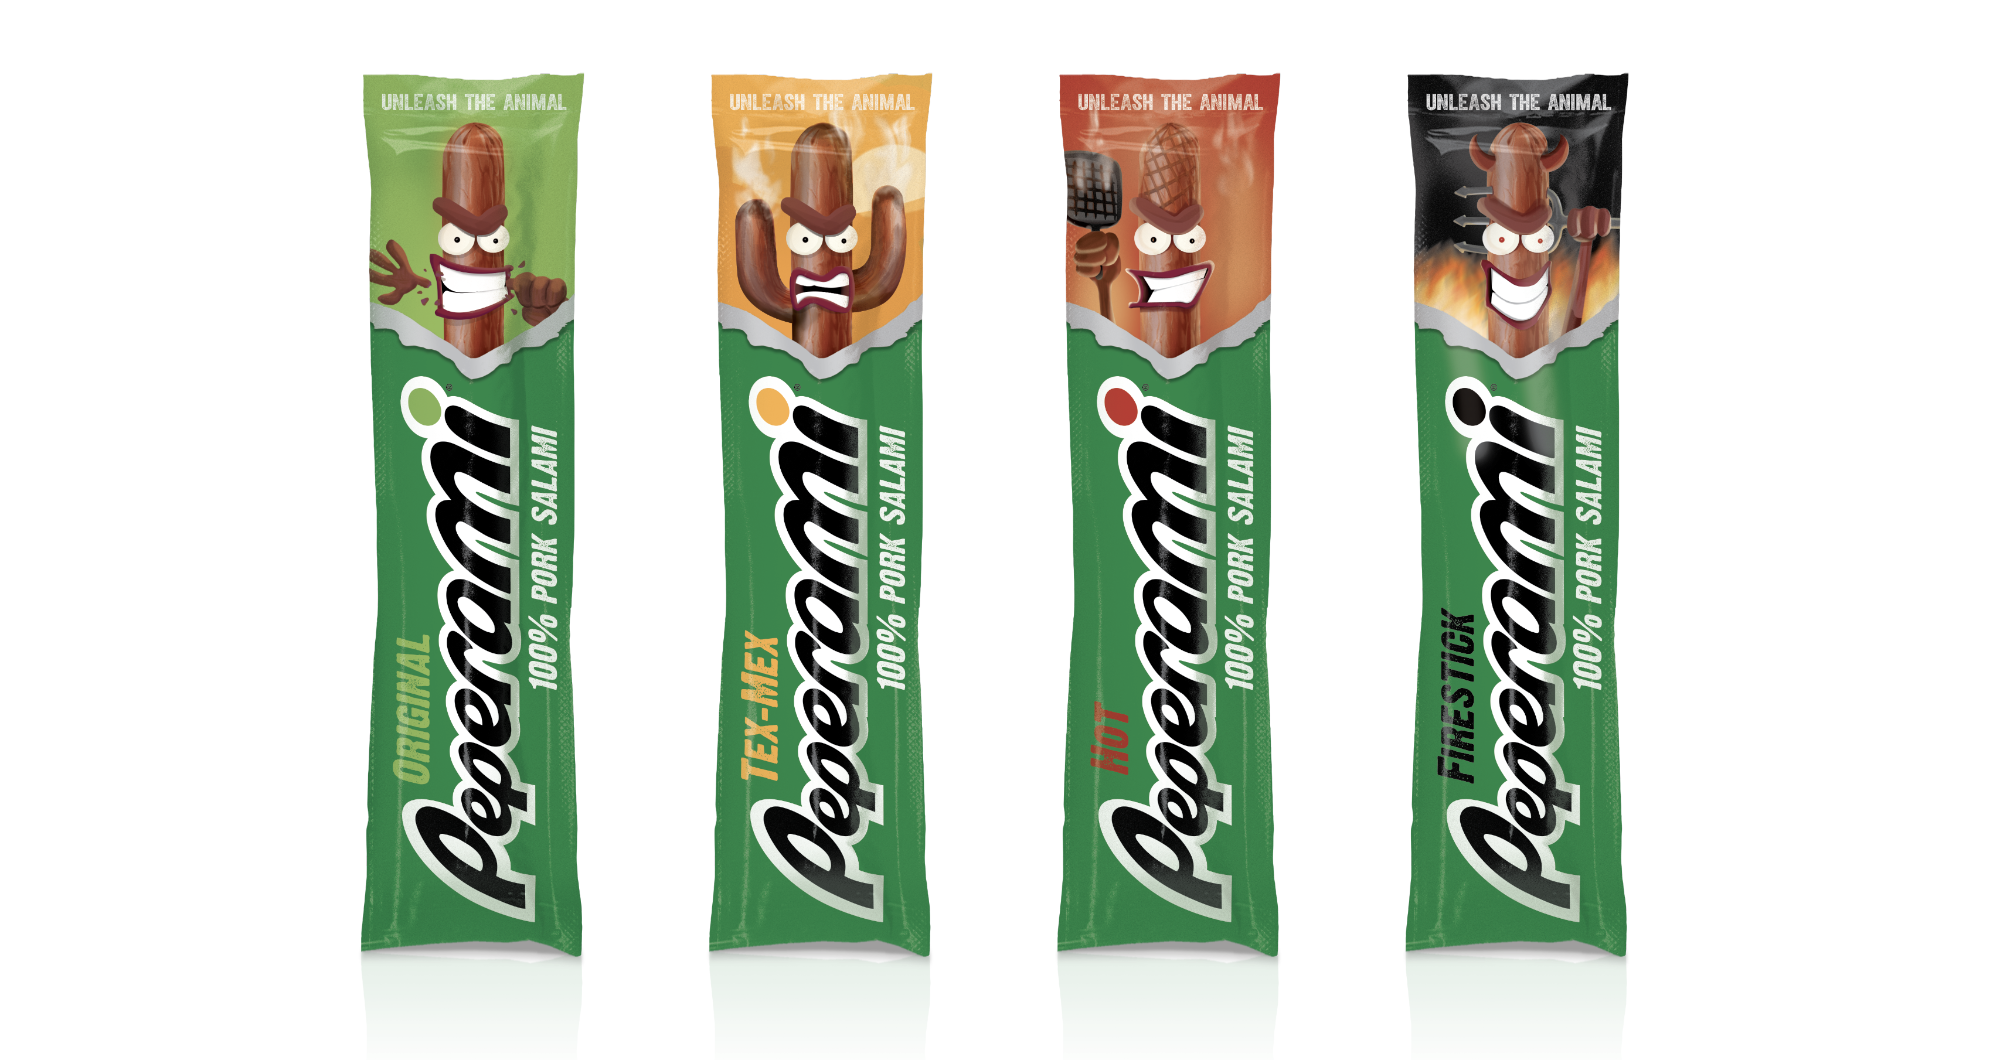 UNLEASH THE ANIMAL
ORIGINAL
Peperami
100% PORK SALAMI
UNLEASH THE ANIMAL
TEX-MEX
Peperami
100% PORK SALAMI
UNLEASH THE ANIMAL
HOT
Peperami
100% PORK SALAMI
UNLEASH THE ANIMAL
FIRESTICK
Peperami
100% PORK SALAMI